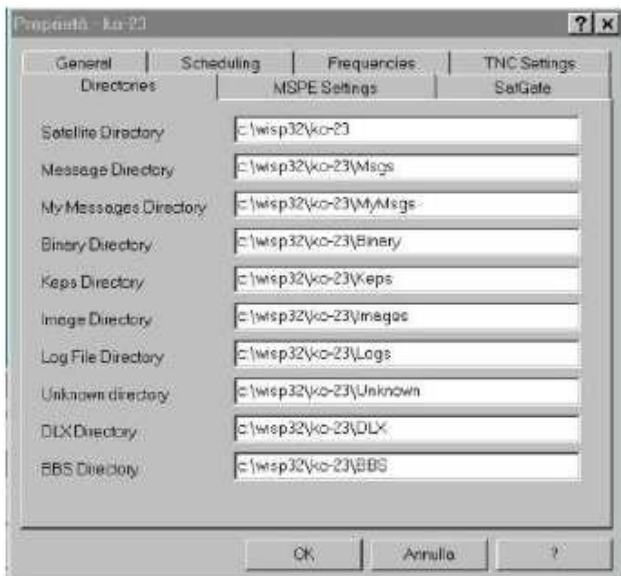 Proprietà - ko-23
? ×
General Scheduling Frequencies TNC Settings
Directories MSPE Settings SatGate
Satellite Directory c:\wisp32\ko-23
Message Directory c:\wisp32\ko-23\Msgs
My Messages Directory c:\wisp32\ko-23\MyMsgs
Binary Directory c:\wisp32\ko-23\Binary
Keps Directory c:\wisp32\ko-23\Keps
Image Directory c:\wisp32\ko-23\Images
Log File Directory c:\wisp32\ko-23\Logs
Unknown directory c:\wisp32\ko-23\Unknown
DLX Directory c:\wisp32\ko-23\DLX
BBS Directory c:\wisp32\ko-23\BBS
OK Annulla ?